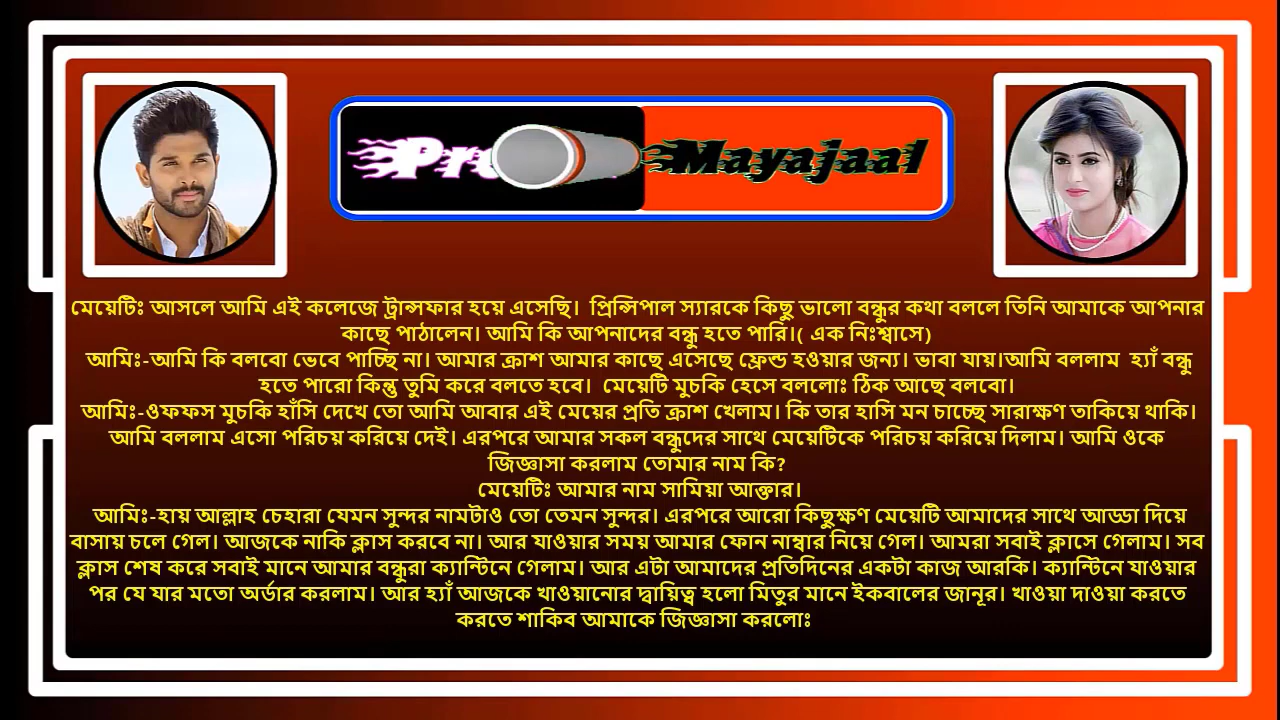 Mayajaal
মেয়েটিঃ আসলে আমি এই কলেজে ট্রান্সফার হয়ে এসেছি। প্রিন্সিপাল স্যারকে কিছু ভালো বন্ধুর কথা বললে তিনি আমাকে আপনার
কাছে পাঠালেন। আমি কি আপনাদের বন্ধু হতে পারি।( এক নিঃশ্বাসে)
আমিঃ-আমি কি বলবো ভেবে পাচ্ছি না। আমার ক্রাশ আমার কাছে এসেছে ফ্রেন্ড হওয়ার জন্য। ভাবা যায়।আমি বললাম হ্যাঁ বন্ধু
হতে পারো কিন্তু তুমি করে বলতে হবে। মেয়েটি মুচকি হেসে বললোঃ ঠিক আছে বলবো।
আমিঃ-ওফফস মুচকি হাঁসি দেখে তো আমি আবার এই মেয়ের প্রতি ক্রাশ খেলাম। কি তার হাসি মন চাচ্ছে সারাক্ষণ তাকিয়ে থাকি।
আমি বললাম এসো পরিচয় করিয়ে দেই। এরপরে আমার সকল বন্ধুদের সাথে মেয়েটিকে পরিচয় করিয়ে দিলাম। আমি ওকে
জিজ্ঞাসা করলাম তোমার নাম কি?
মেয়েটিঃ আমার নাম সামিয়া আক্তার।
আমিঃ-হায় আল্লাহ চেহারা যেমন সুন্দর নামটাও তো তেমন সুন্দর। এরপরে আরো কিছুক্ষণ মেয়েটি আমাদের সাথে আড্ডা দিয়ে
বাসায় চলে গেল। আজকে নাকি ক্লাস করবে না। আর যাওয়ার সময় আমার ফোন নাম্বার নিয়ে গেল। আমরা সবাই ক্লাসে গেলাম। সব
ক্লাস শেষ করে সবাই মানে আমার বন্ধুরা ক্যান্টিনে গেলাম। আর এটা আমাদের প্রতিদিনের একটা কাজ আরকি। ক্যান্টিনে যাওয়ার
পর যে যার মতো অর্ডার করলাম। আর হ্যাঁ আজকে খাওয়ানোর দ্বায়িত্ব হলো মিতুর মানে ইকবালের জানূর। খাওয়া দাওয়া করতে
করতে শাকিব আমাকে জিজ্ঞাসা করলোঃ